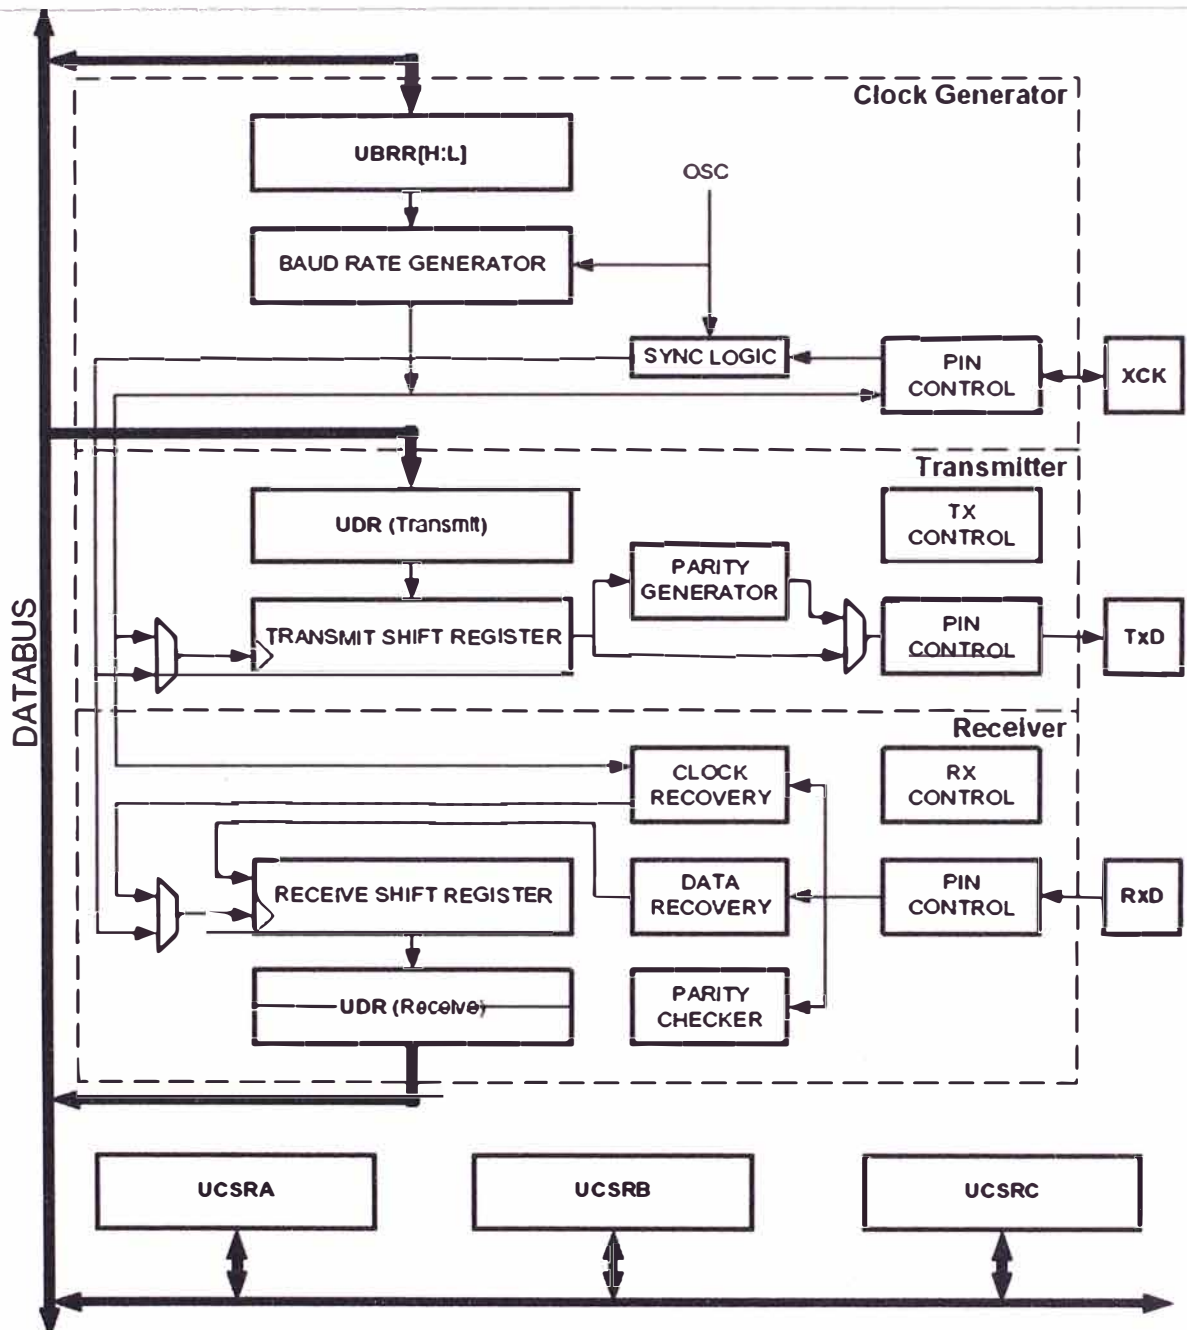 Clock Generator
UBRR[H:L]
OSC
BAUD RATE GENERATOR
SYNC LOGIC
PIN
CONTROL
XCK
Transmitter
TX
CONTROL
UDR (Transmit)
PARITY
GENERATOR
TRANSMIT SHIFT REGISTER
PIN
CONTROL
TxD
DATABUS
Receiver
CLOCK
RECOVERY
RX
CONTROL
RECEIVE SHIFT REGISTER
DATA
RECOVERY
PIN
CONTROL
RxD
UDR (Receive)
PARITY
CHECKER
UCSRA
UCSRB
UCSRC